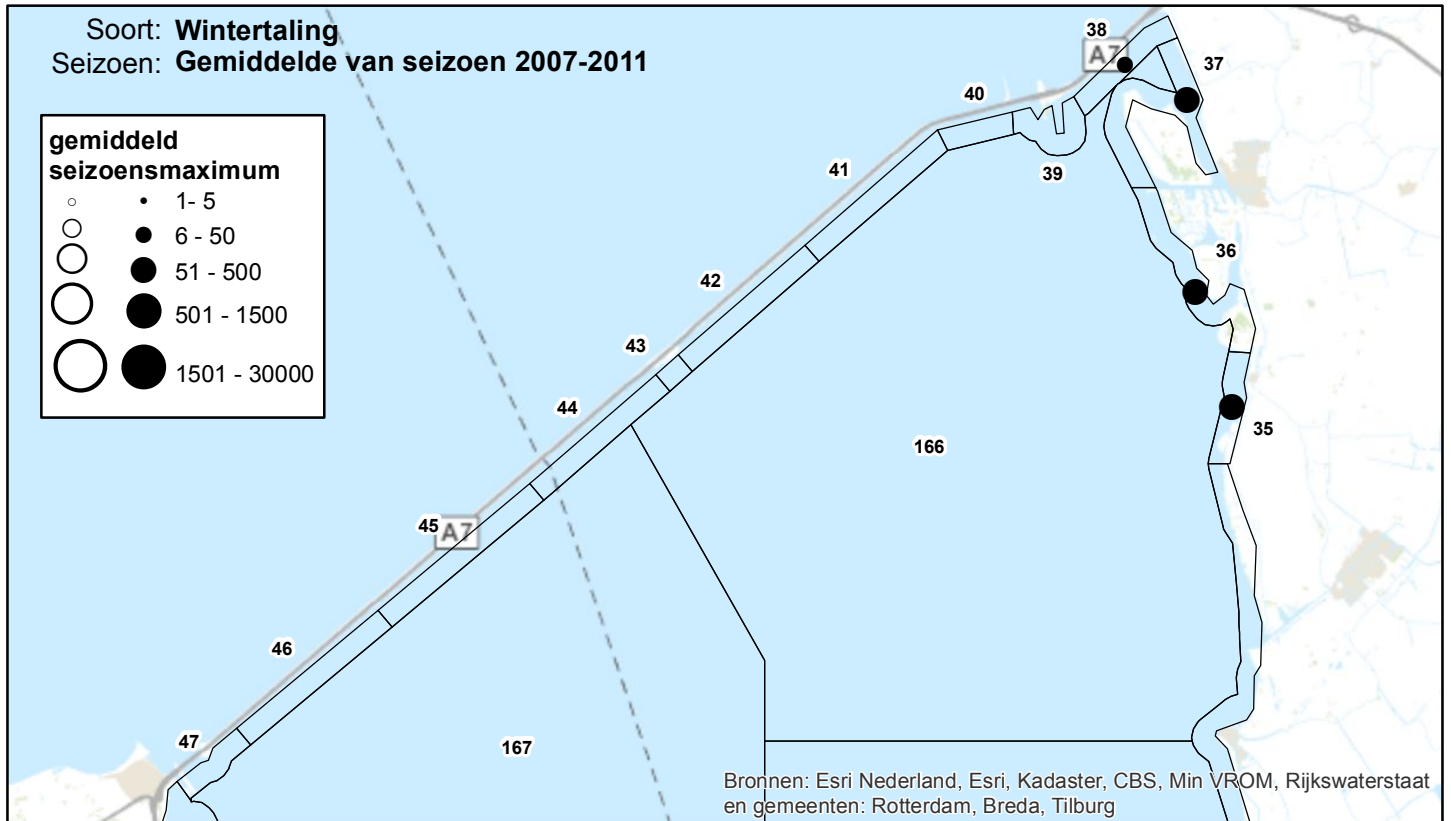 Soort: Wintertaling
Seizoen: Gemiddelde van seizoen 2007-2011
gemiddeld
seizoensmaximum
1- 5
6 - 50
51 - 500
501 - 1500
1501 - 30000
38
A7
37
40
39
41
36
42
43
44
35
166
45
A7
46
47
167
Bronnen: Esri Nederland, Esri, Kadaster, CBS, Min VROM, Rijkswaterstaat
en gemeenten: Rotterdam, Breda, Tilburg